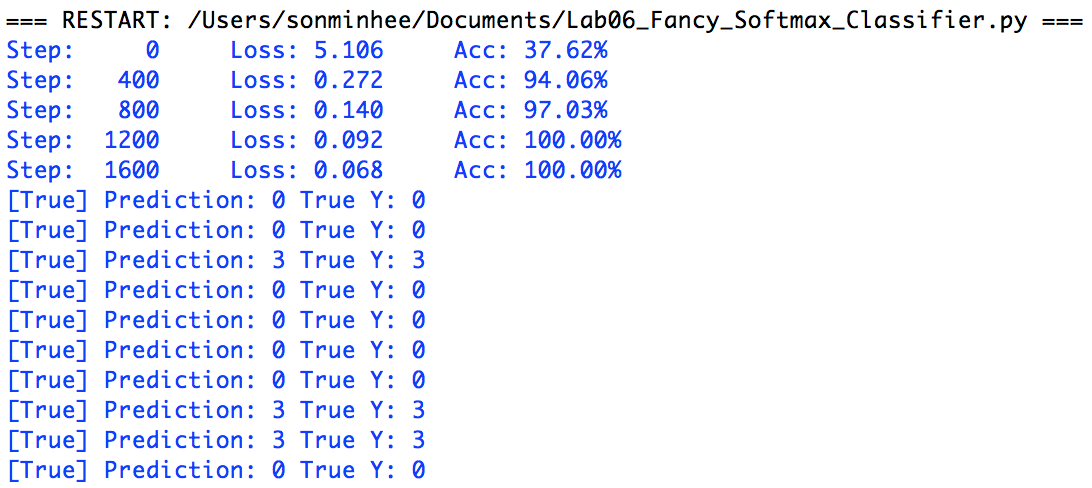 === RESTART: /Users/sonminhee/Documents/Lab06_Fancy_Softmax_Classifier.py ===
Step:     0     Loss: 5.106     Acc: 37.62%
Step:   400     Loss: 0.272     Acc: 94.06%
Step:   800     Loss: 0.140     Acc: 97.03%
Step:  1200     Loss: 0.092     Acc: 100.00%
Step:  1600     Loss: 0.068     Acc: 100.00%
[True] Prediction: 0 True Y: 0
[True] Prediction: 0 True Y: 0
[True] Prediction: 3 True Y: 3
[True] Prediction: 0 True Y: 0
[True] Prediction: 0 True Y: 0
[True] Prediction: 0 True Y: 0
[True] Prediction: 0 True Y: 0
[True] Prediction: 3 True Y: 3
[True] Prediction: 3 True Y: 3
[True] Prediction: 0 True Y: 0